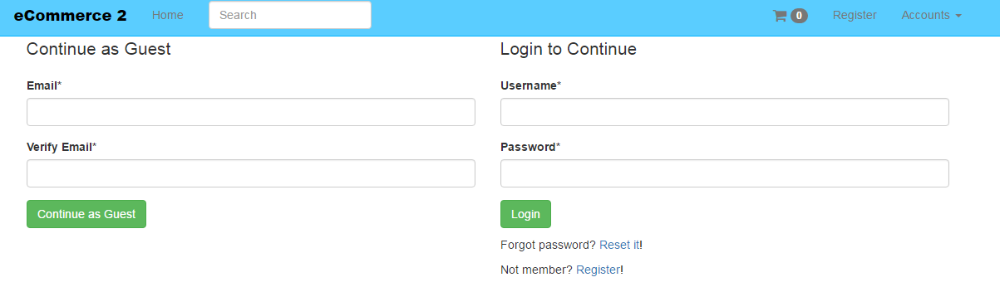 eCommerce 2 Home Search 0 Register Accounts
Continue as Guest
Email*
Verify Email*
Continue as Guest
Login to Continue
Username*
Password*
Login
Forgot password? Reset it!
Not member? Register!